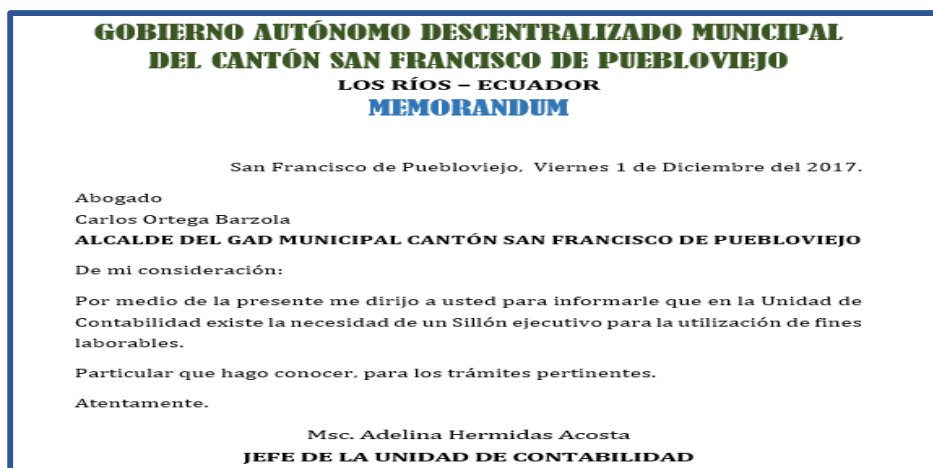 GOBIERNO AUTÓNOMO DESCENTRALIZADO MUNICIPAL
DEL CANTÓN SAN FRANCISCO DE PUEBLOVIEJO
LOS RÍOS – ECUADOR
MEMORANDUM
San Francisco de Puebloviejo, Viernes 1 de Diciembre del 2017.
Abogado
Carlos Ortega Barzola
ALCALDE DEL GAD MUNICIPAL CANTÓN SAN FRANCISCO DE PUEBLOVIEJO
De mi consideración:
Por medio de la presente me dirijo a usted para informarle que en la Unidad de
Contabilidad existe la necesidad de un Sillón ejecutivo para la utilización de fines
laborables.
Particular que hago conocer, para los trámites pertinentes.
Atentamente.
Msc. Adelina Hermidas Acosta
JEFE DE LA UNIDAD DE CONTABILIDAD